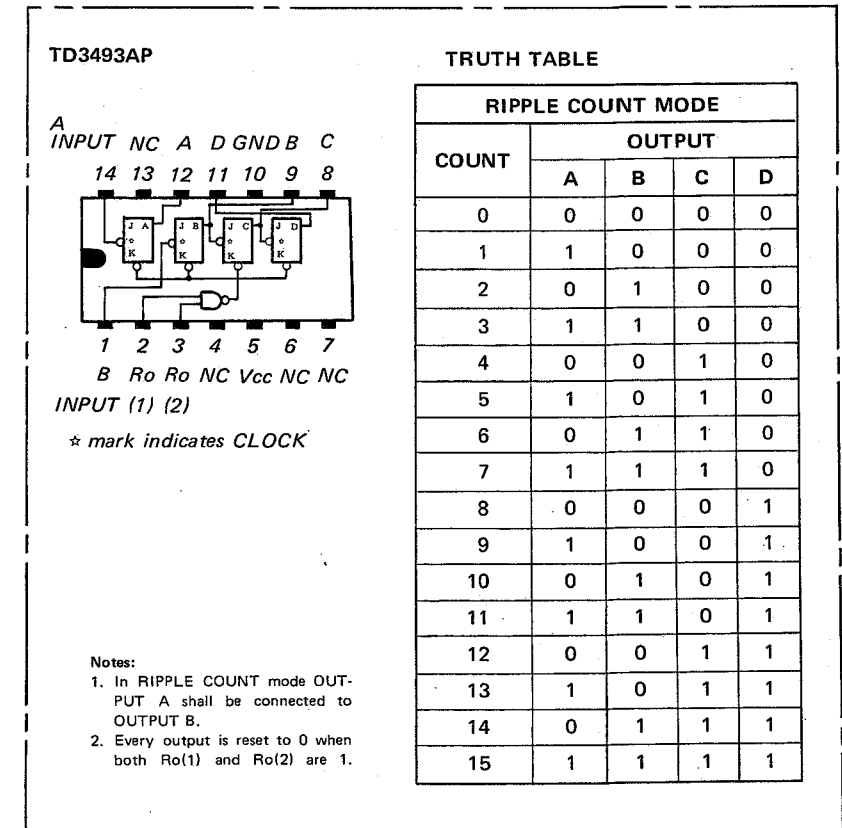 TD3493AP
A
INPUT NC A D GND B C
14 13 12 11 10 9 8
J A J B J C J D
☆ ☆ ☆ ☆
K K K K
1 2 3 4 5 6 7
B Ro Ro NC Vcc NC NC
INPUT (1) (2)
☆ mark indicates CLOCK
Notes:
1. In RIPPLE COUNT mode OUT-
PUT A shall be connected to
OUTPUT B.
2. Every output is reset to 0 when
both Ro(1) and Ro(2) are 1.
TRUTH TABLE
RIPPLE COUNT MODE
COUNT OUTPUT
A B C D
0 0 0 0 0
1 1 0 0 0
2 0 1 0 0
3 1 1 0 0
4 0 0 1 0
5 1 0 1 0
6 0 1 1 0
7 1 1 1 0
8 0 0 0 1
9 1 0 0 1
10 0 1 0 1
11 1 1 0 1
12 0 0 1 1
13 1 0 1 1
14 0 1 1 1
15 1 1 1 1